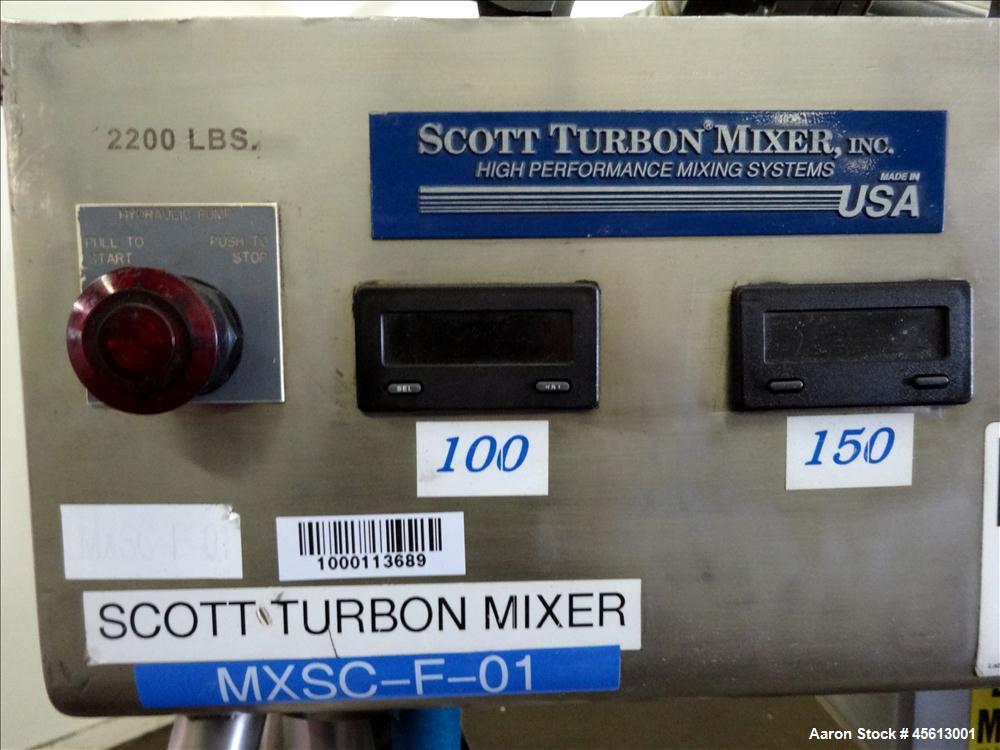 2200 LBS.
SCOTT TURBON® MIXER, INC.
HIGH PERFORMANCE MIXING SYSTEMS
MADE IN
USA
HYDRAULIC PUMP
PULL TO
START
PUSH TO
STOP
SEL
100
150
MXSC-F-01
1000113689
SCOTT TURBON MIXER
MXSC-F-01
Aaron Stock # 45613001